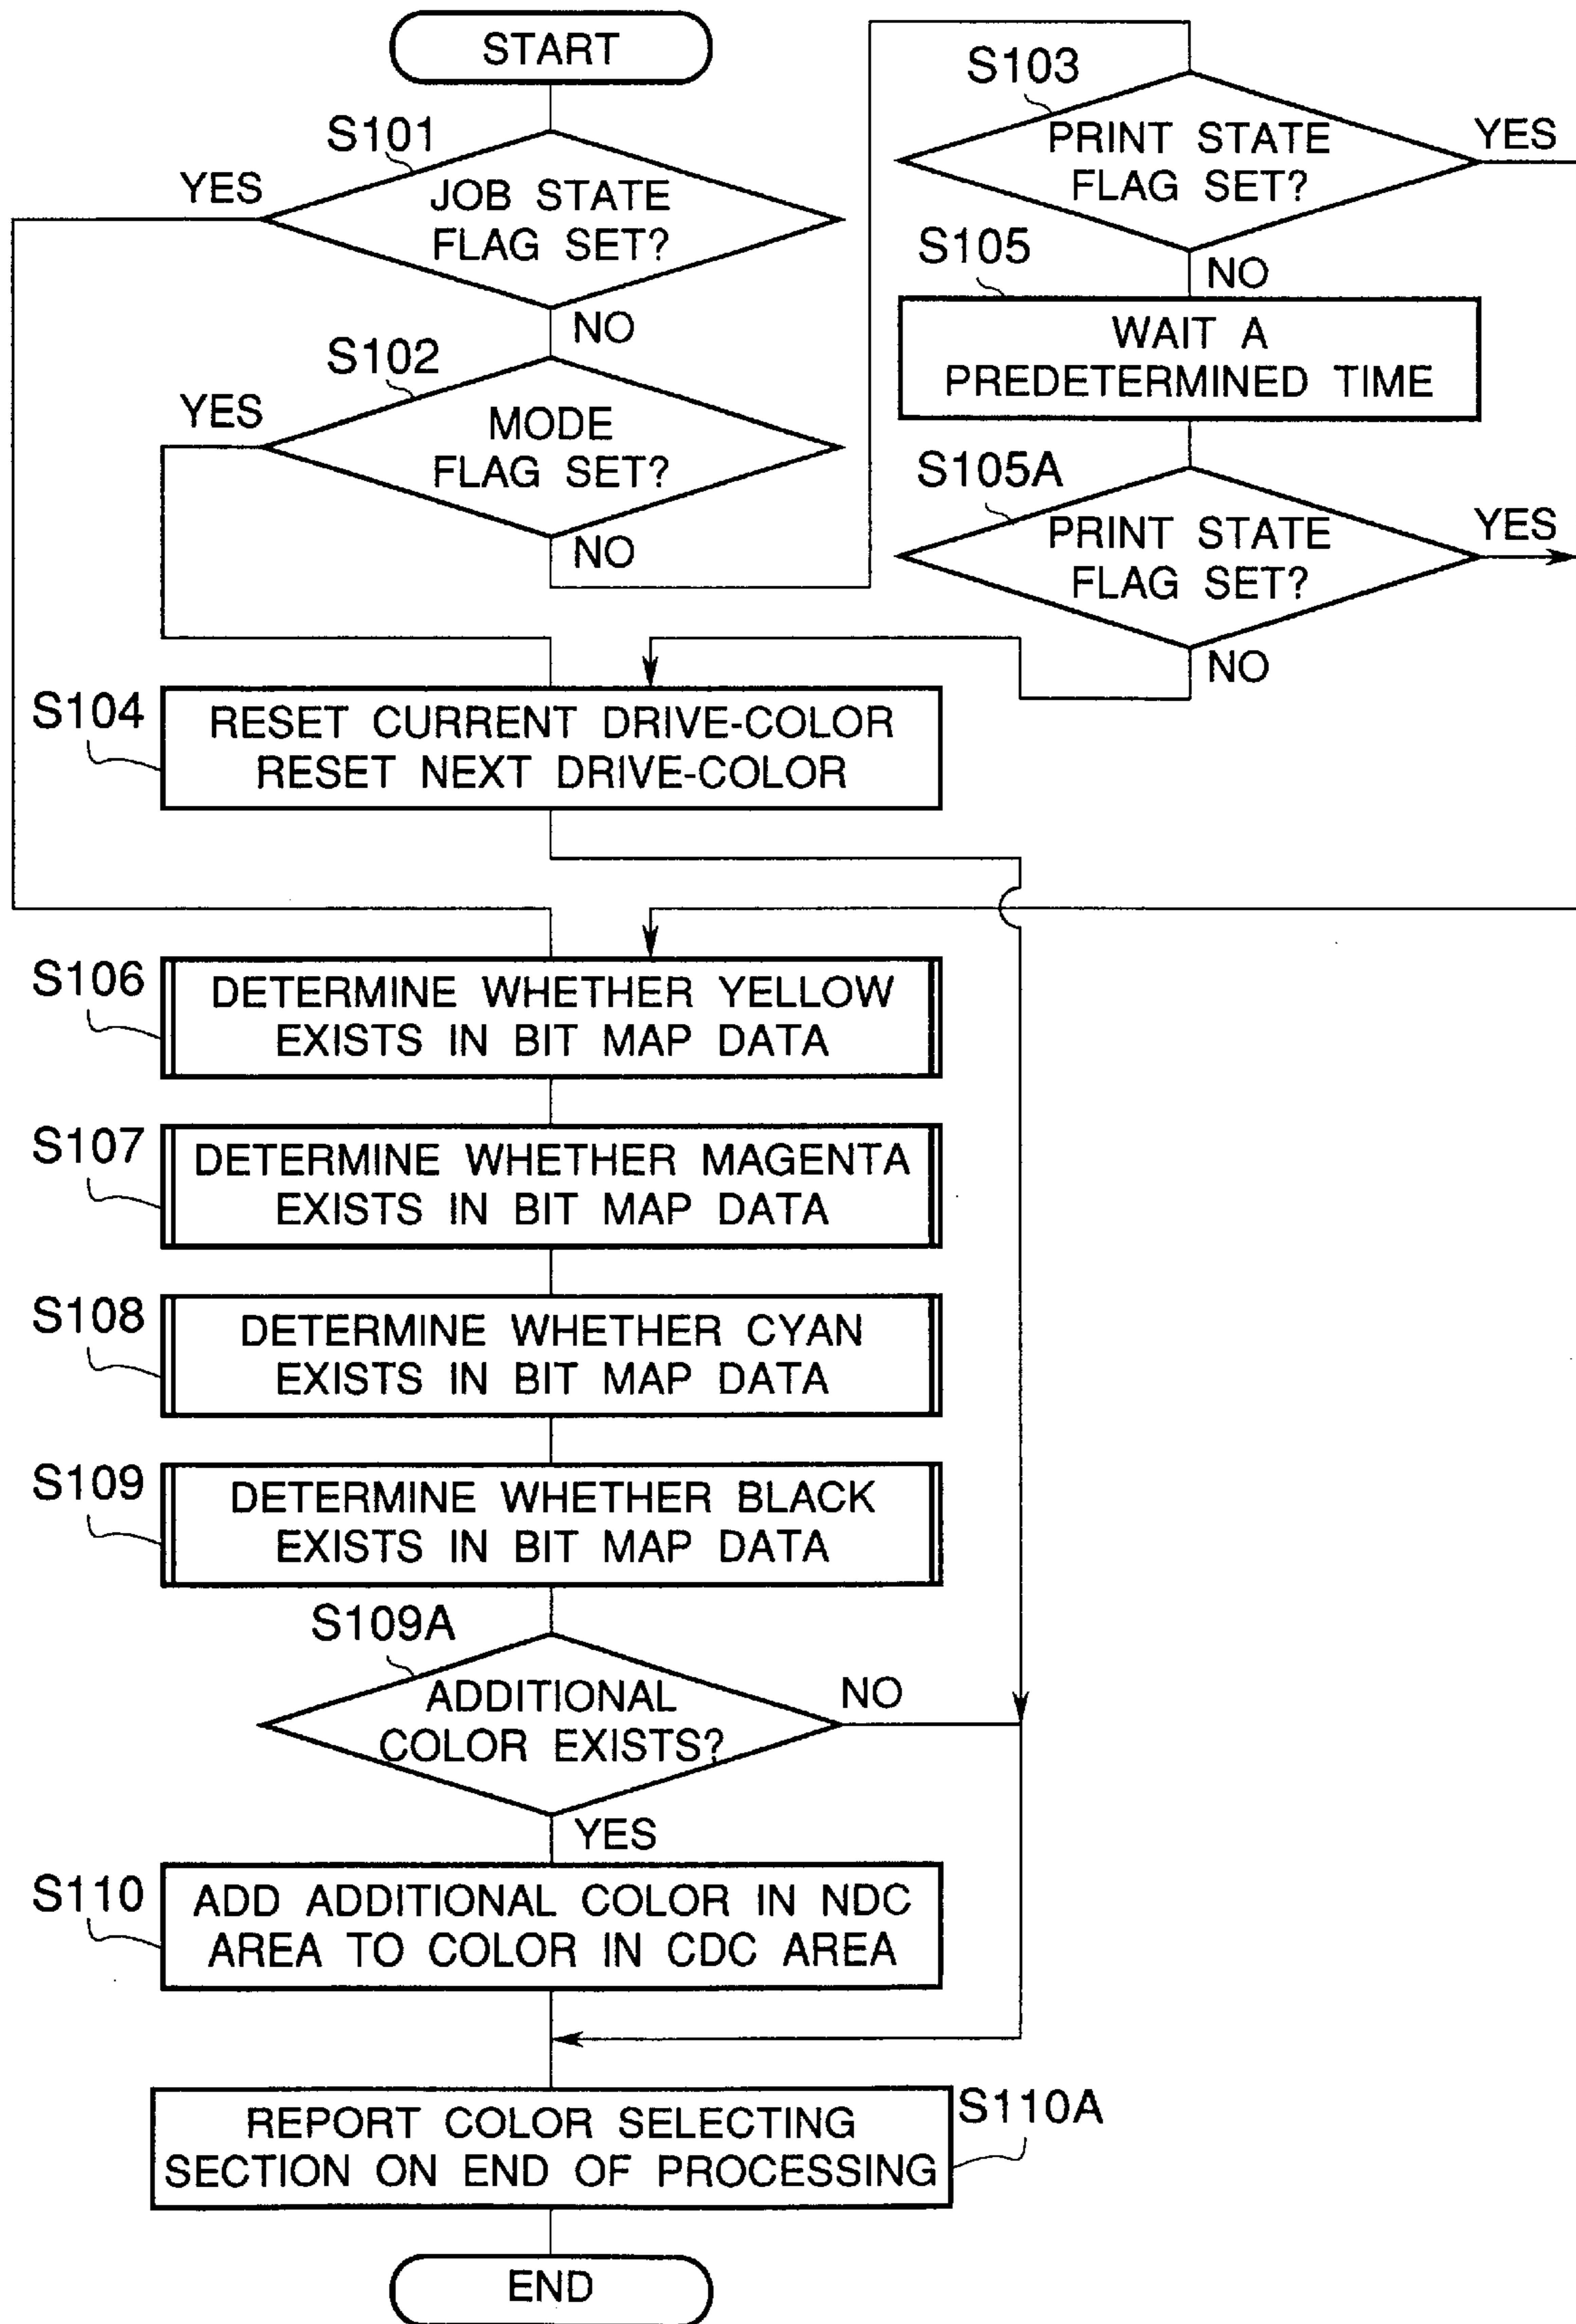 START
S101
YES
JOB STATE
FLAG SET?
NO
S102
YES
MODE
FLAG SET?
NO
S103
PRINT STATE
FLAG SET?
YES
NO
S105
WAIT A
PREDETERMINED TIME
S105A
PRINT STATE
FLAG SET?
YES
NO
S104
RESET CURRENT DRIVE-COLOR
RESET NEXT DRIVE-COLOR
S106
DETERMINE WHETHER YELLOW
EXISTS IN BIT MAP DATA
S107
DETERMINE WHETHER MAGENTA
EXISTS IN BIT MAP DATA
S108
DETERMINE WHETHER CYAN
EXISTS IN BIT MAP DATA
S109
DETERMINE WHETHER BLACK
EXISTS IN BIT MAP DATA
S109A
ADDITIONAL
COLOR EXISTS?
NO
YES
S110
ADD ADDITIONAL COLOR IN NDC
AREA TO COLOR IN CDC AREA
REPORT COLOR SELECTING
SECTION ON END OF PROCESSING
S110A
END